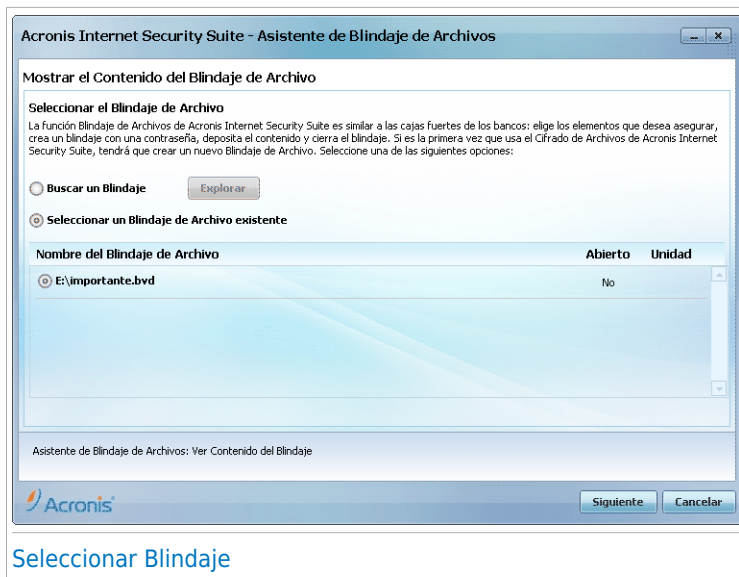 Acronis Internet Security Suite - Asistente de Blindaje de Archivos
Mostrar el Contenido del Blindaje de Archivo
Seleccionar el Blindaje de Archivo
La función Blindaje de Archivos de Acronis Internet Security Suite es similar a las cajas fuertes de los bancos: elige los elementos que desea asegurar,
crea un blindaje con una contraseña, deposita el contenido y cierra el blindaje. Si es la primera vez que usa el Cifrado de Archivos de Acronis Internet
Security Suite, tendrá que crear un nuevo Blindaje de Archivo. Seleccione una de las siguientes opciones:
Buscar un Blindaje Explorar
Seleccionar un Blindaje de Archivo existente
Nombre del Blindaje de Archivo Abierto Unidad
E:\importante.bvd No
Asistente de Blindaje de Archivos: Ver Contenido del Blindaje
Acronis Siguiente Cancelar
Seleccionar Blindaje